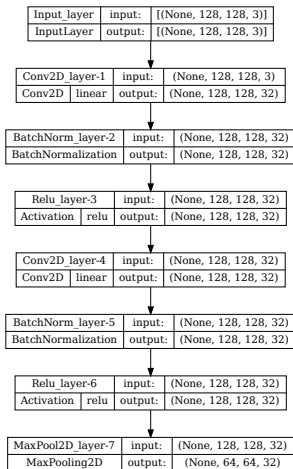 Input_layer input: [(None, 128, 128, 3)]
InputLayer output: [(None, 128, 128, 3)]
Conv2D_layer-1 input: (None, 128, 128, 3)
Conv2D linear output: (None, 128, 128, 32)
BatchNorm_layer-2 input: (None, 128, 128, 32)
BatchNormalization output: (None, 128, 128, 32)
Relu_layer-3 input: (None, 128, 128, 32)
Activation relu output: (None, 128, 128, 32)
Conv2D_layer-4 input: (None, 128, 128, 32)
Conv2D linear output: (None, 128, 128, 32)
BatchNorm_layer-5 input: (None, 128, 128, 32)
BatchNormalization output: (None, 128, 128, 32)
Relu_layer-6 input: (None, 128, 128, 32)
Activation relu output: (None, 128, 128, 32)
MaxPool2D_layer-7 input: (None, 128, 128, 32)
MaxPooling2D output: (None, 64, 64, 32)